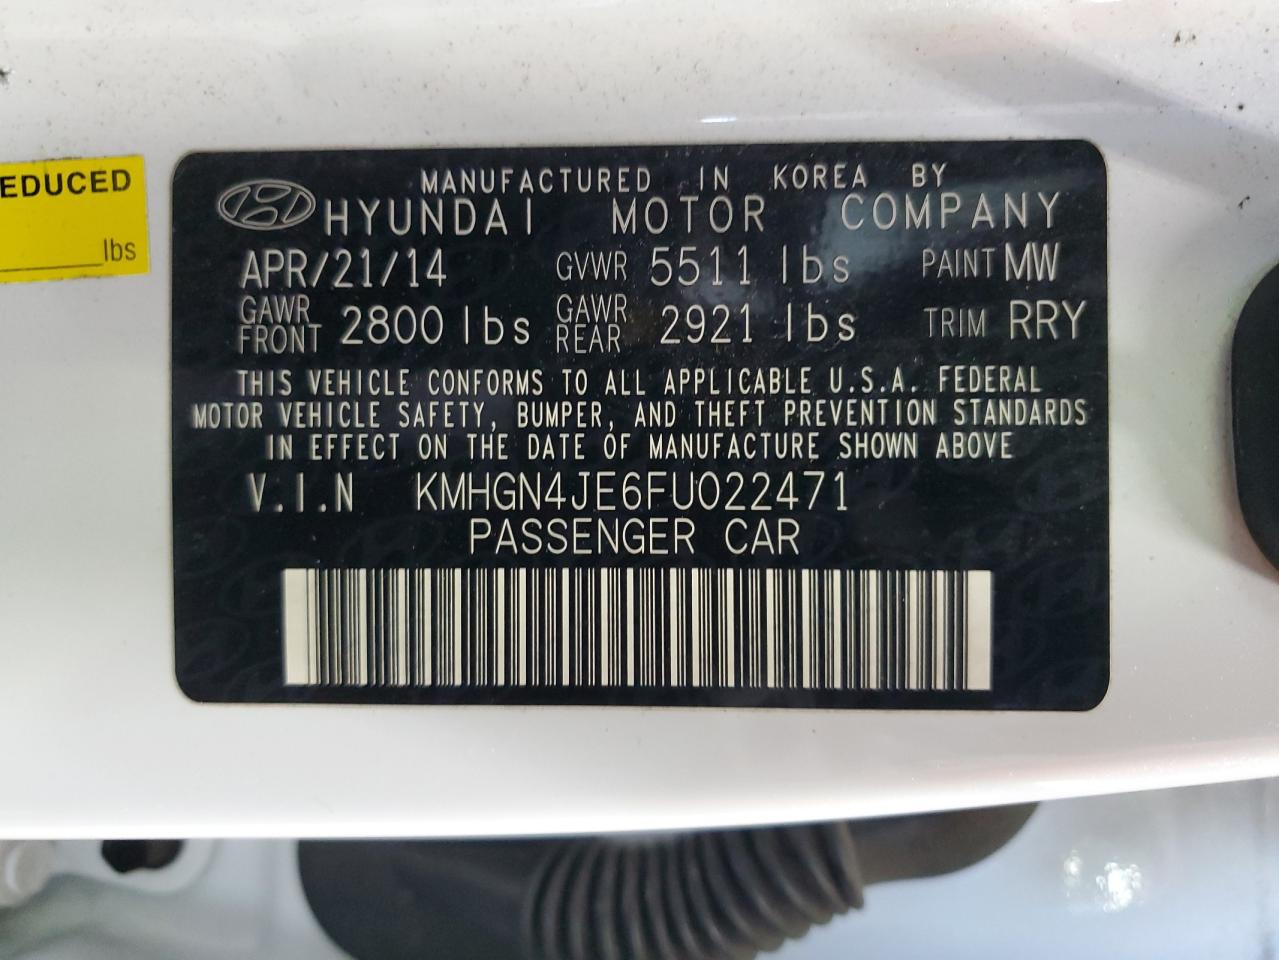 EDUCED
lbs
MANUFACTURED IN KOREA BY
HYUNDAI MOTOR COMPANY
APR/21/14 GVWR 5511 lbs PAINT MW
GAWR FRONT 2800 lbs GAWR REAR 2921 lbs TRIM RRY
THIS VEHICLE CONFORMS TO ALL APPLICABLE U.S.A. FEDERAL
MOTOR VEHICLE SAFETY, BUMPER, AND THEFT PREVENTION STANDARDS
IN EFFECT ON THE DATE OF MANUFACTURE SHOWN ABOVE
V.I.N KMHGN4JE6FU022471
PASSENGER CAR